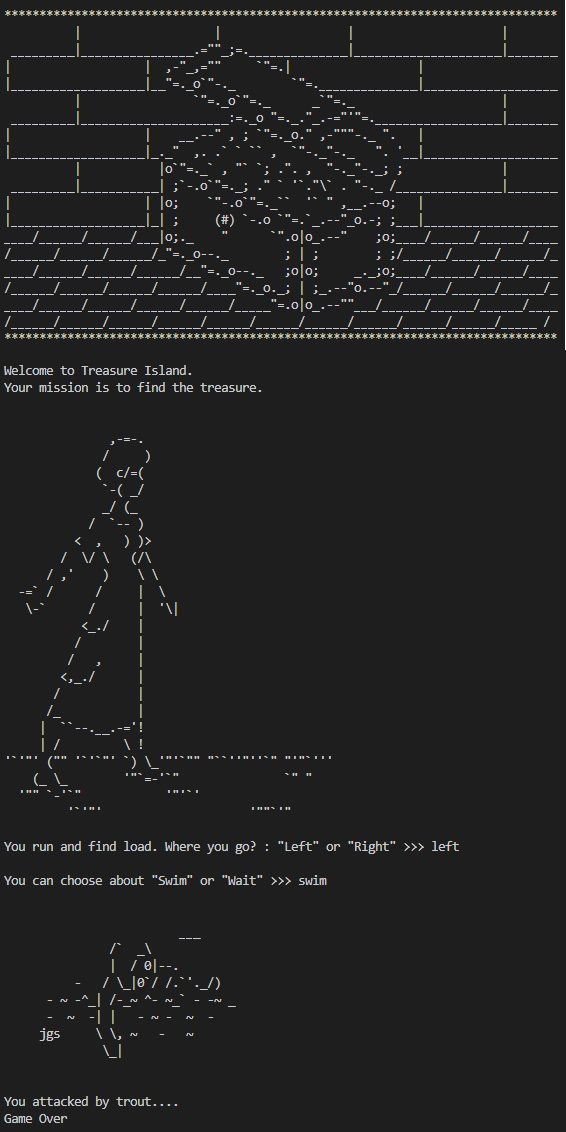 Welcome to Treasure Island.
Your mission is to find the treasure.
You run and find load. Where you go? : "Left" or "Right" >>> left
You can choose about "Swim" or "Wait" >>> swim
jgs
You attacked by trout....
Game Over